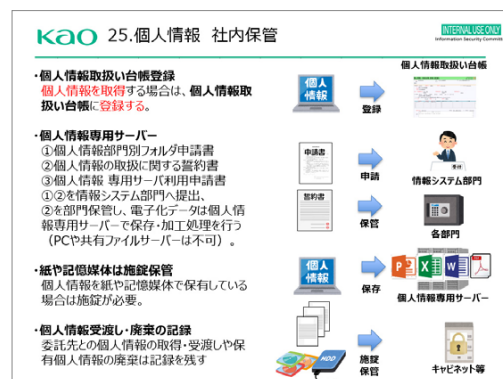 Kao 25.個人情報 社内保管
INTERNAL USE ONLY
Information Security Committ
・個人情報取扱い台帳登録
個人情報を取得する場合は、個人情報取
扱い台帳に登録する。
個人
情報
登録
個人情報取扱い台帳
・個人情報専用サーバー
①個人情報部門別フォルダ申請書
②個人情報の取扱に関する誓約書
③個人情報 専用サーバ利用申請書
①②を情報システム部門へ提出、
②を部門保管し、電子化データは個人情
報専用サーバーで保存・加工処理を行う
（PCや共有ファイルサーバーは不可）。
申請書
申請
受付
情報システム部門
誓約書
保管
各部門
・紙や記憶媒体は施錠保管
個人情報を紙や記憶媒体で保有している
場合は施錠が必要。
個人
情報
保存
P
X
W
個人情報専用サーバー
・個人情報受渡し・廃棄の記録
委託先との個人情報の取得・受渡しや保
有個人情報の廃棄は記録を残す
HDD
施錠
保管
キャビネット等